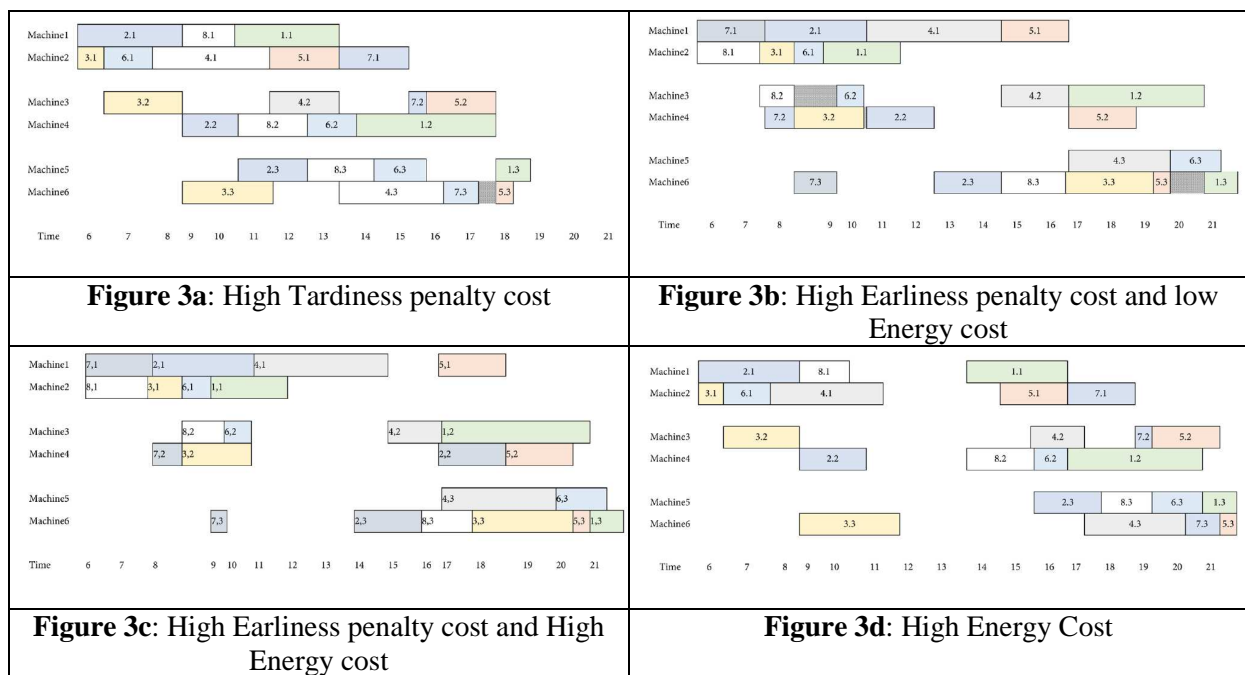 Machine1 2.1 8.1 1.1
Machine2 3.1 6.1 4.1 5.1 7.1
Machine3 3.2 4.2 7.2 5.2
Machine4 2.2 8.2 6.2 1.2
Machine5 2.3 8.3 6.3 1.3
Machine6 3.3 4.3 7.3 5.3
Time 6 7 8 9 10 11 12 13 14 15 16 17 18 19 20 21
Figure 3a: High Tardiness penalty cost
Machine1 7.1 2.1 4.1 5.1
Machine2 8.1 3.1 6.1 1.1
Machine3 8.2 6.2 4.2 1.2
Machine4 7.2 3.2 2.2 5.2
Machine5 4.3 6.3
Machine6 7.3 2.3 8.3 3.3 5.3 1.3
Time 6 7 8 9 10 11 12 13 14 15 16 17 18 19 20 21
Figure 3b: High Earliness penalty cost and low
Energy cost
Machine1 7,1 2,1 4,1 5,1
Machine2 8,1 3,1 6,1 1,1
Machine3 8,2 6,2 4,2 1,2
Machine4 7,2 3,2 2,2 5,2
Machine5 4,3 6,3
Machine6 7,3 2,3 8,3 3,3 5,3 1,3
Time 6 7 8 9 10 11 12 13 14 15 16 17 18 19 20 21
Figure 3c: High Earliness penalty cost and High
Energy cost
Machine1 2.1 8.1 1.1
Machine2 3.1 6.1 4.1 5.1 7.1
Machine3 3.2 4.2 7.2 5.2
Machine4 2.2 8.2 6.2 1.2
Machine5 2.3 8.3 6.3 1.3
Machine6 3.3 4.3 7.3 5.3
Time 6 7 8 9 10 11 12 13 14 15 16 17 18 19 20 21
Figure 3d: High Energy Cost